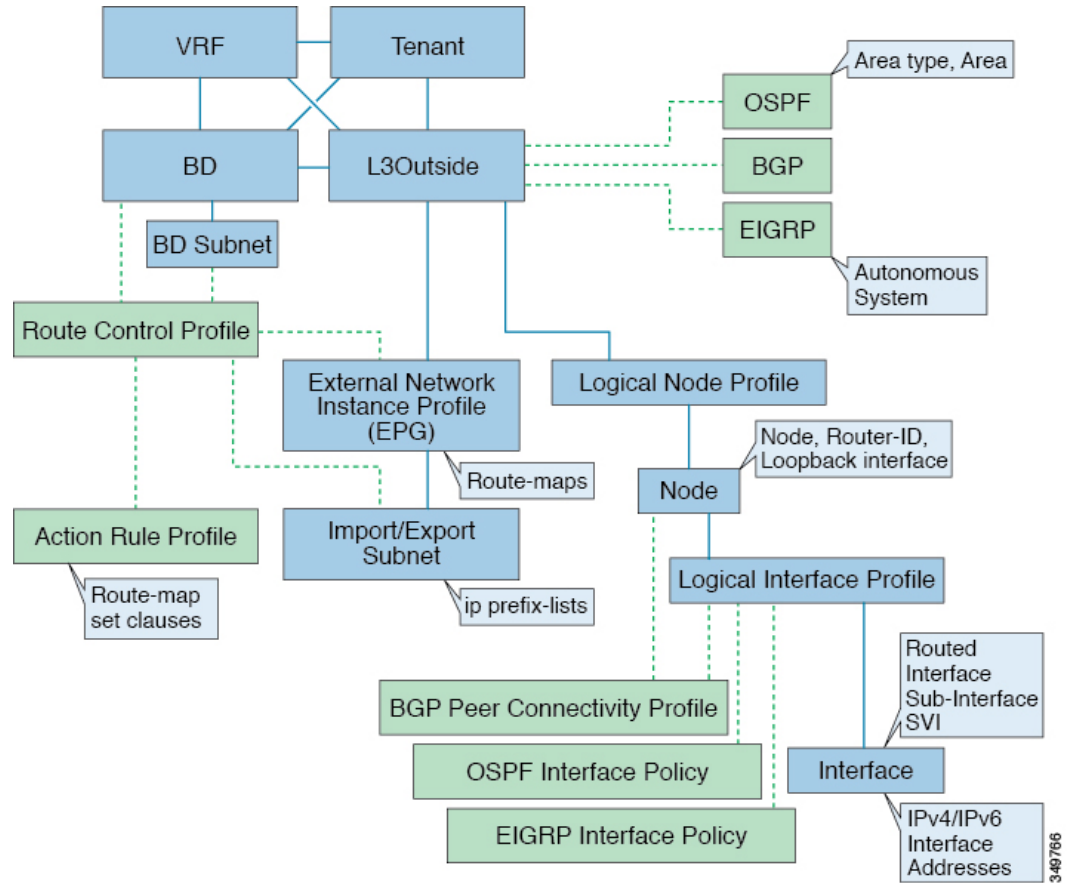 VRF
Tenant
Area type, Area
OSPF
BD
L3Outside
BGP
BD Subnet
EIGRP
Autonomous
System
Route Control Profile
External Network
Instance Profile
(EPG)
Logical Node Profile
Node, Router-ID,
Loopback interface
Route-maps
Node
Action Rule Profile
Import/Export
Subnet
Logical Interface Profile
Route-map
set clauses
ip prefix-lists
Routed
Interface
Sub-Interface
SVI
BGP Peer Connectivity Profile
OSPF Interface Policy
Interface
EIGRP Interface Policy
IPv4/IPv6
Interface
Addresses
349766